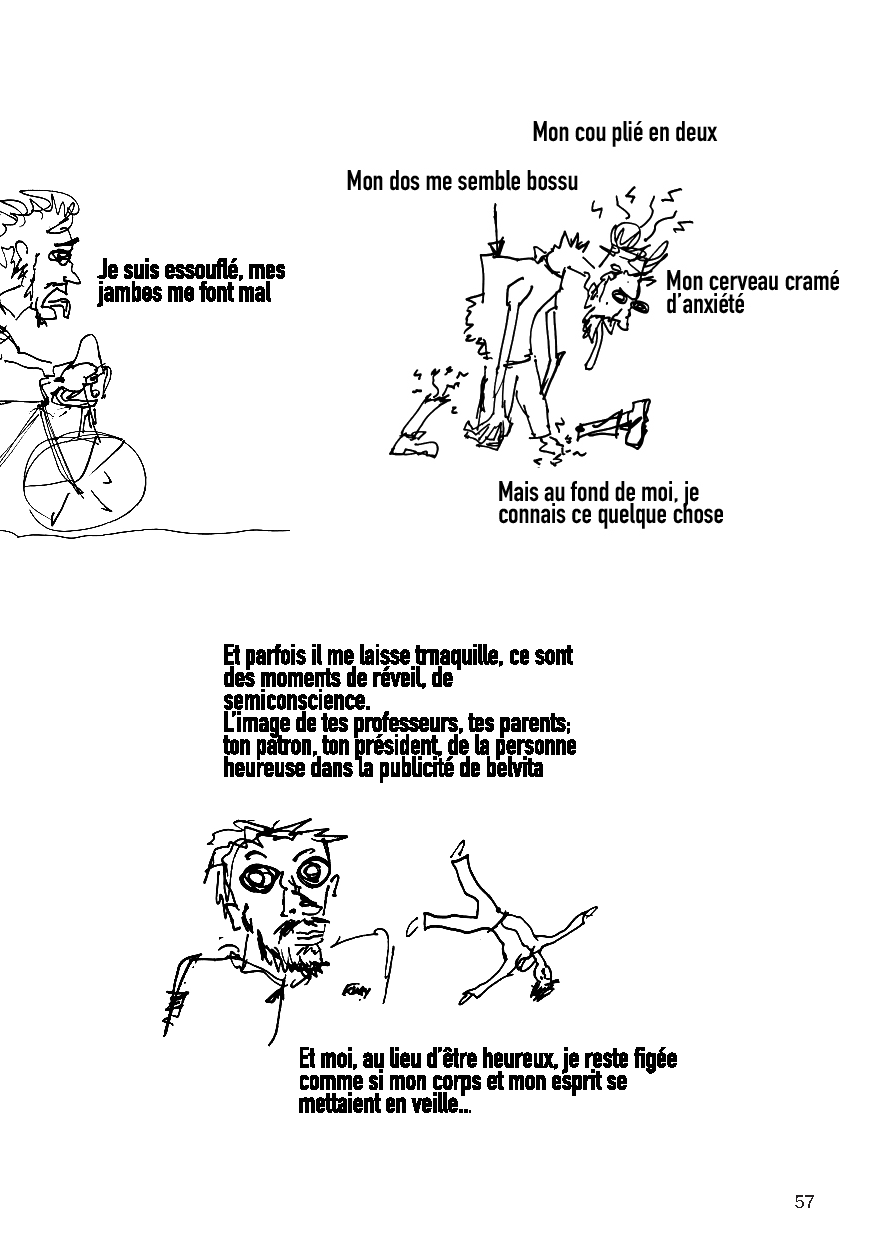 Mon cou plié en deux
Mon dos me semble bossu
Je suis essouflé, mes
jambes me font mal
Mon cerveau cramé
d'anxiété
Mais au fond de moi, je
connais ce quelque chose
Et parfois il me laisse trnaquille, ce sont
des moments de réveil, de
semiconscience.
L'image de tes professeurs, tes parents;
ton patron, ton président, de la personne
heureuse dans la publicité de belvita
Et moi, au lieu d'être heureux, je reste figée
comme si mon corps et mon esprit se
mettaient en veille...
57